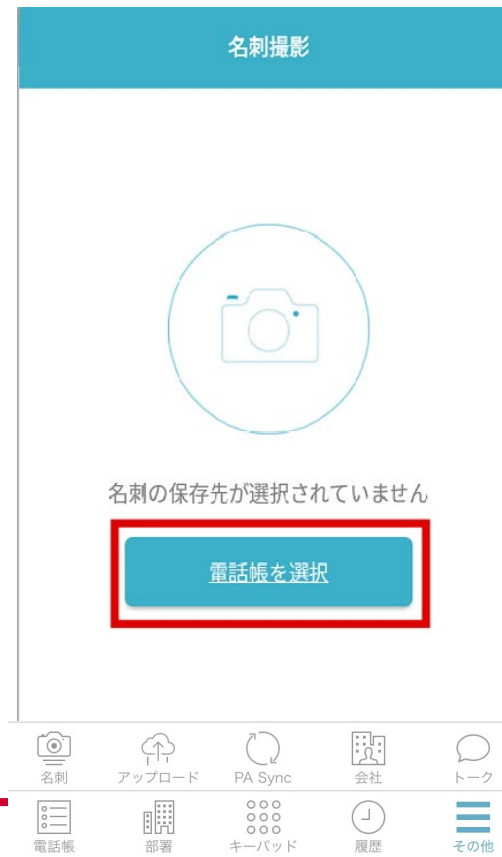 名刺撮影
名刺の保存先が選択されていません
電話帳を選択
名刺 アップロード PA Sync 会社 トーク
電話帳 部署 キーパッド 履歴 その他